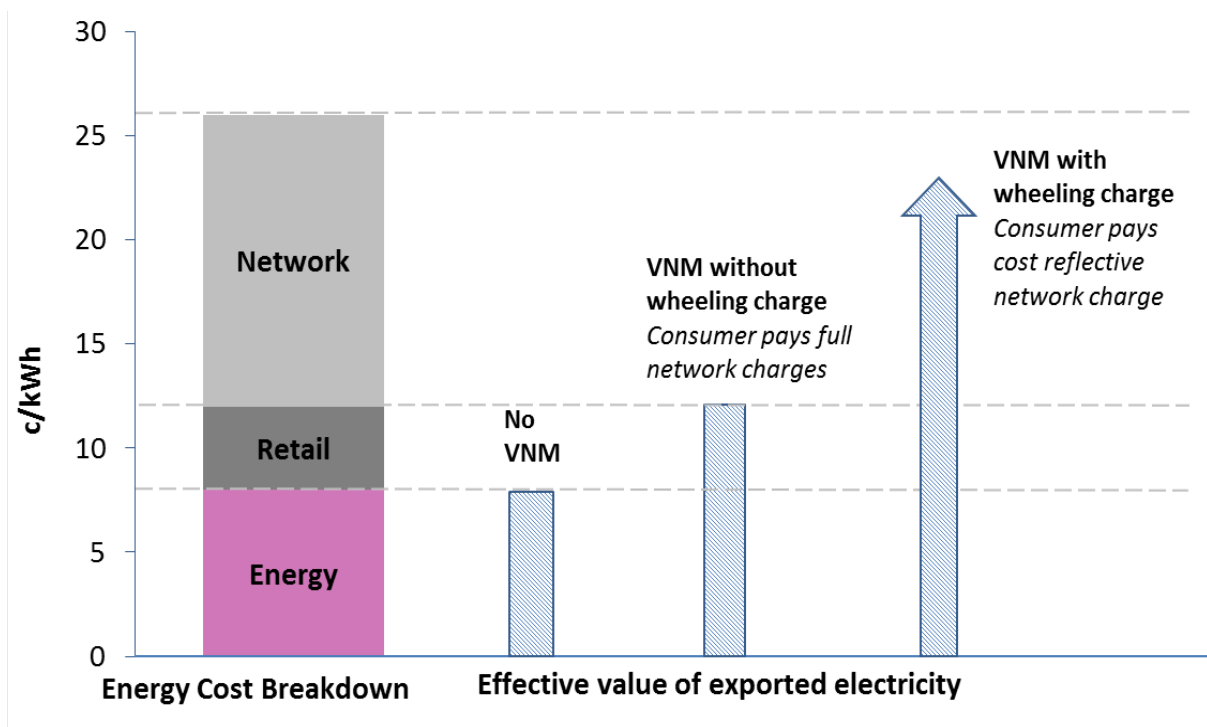 30
25
20
15
10
5
0
c/kWh
Network
Retail
Energy
No
VNM
VNM without
wheeling charge
Consumer pays full
network charges
VNM with
wheeling charge
Consumer pays
cost reflective
network charge
Energy Cost Breakdown
Effective value of exported electricity